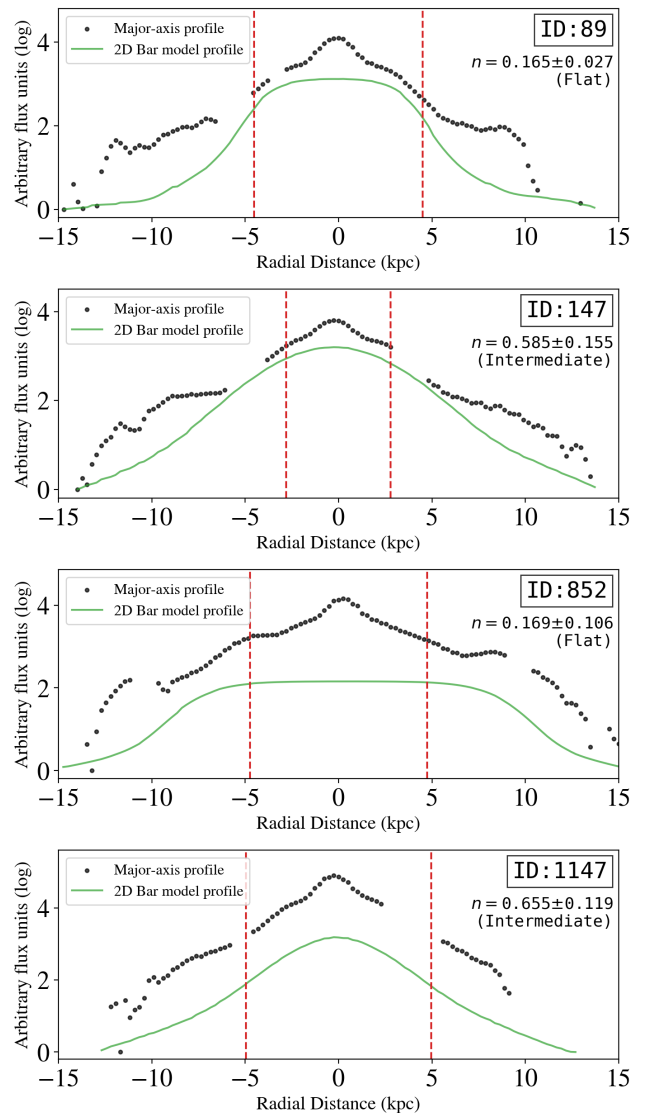 Major-axis profile
2D Bar model profile
ID:89
n = 0.165±0.027
(Flat)
Arbitrary flux units (log)
4
2
0
−15 −10 −5 0 5 10 15
Radial Distance (kpc)
Major-axis profile
2D Bar model profile
ID:147
n = 0.585±0.155
(Intermediate)
Arbitrary flux units (log)
4
2
0
−15 −10 −5 0 5 10 15
Radial Distance (kpc)
Major-axis profile
2D Bar model profile
ID:852
n = 0.169±0.106
(Flat)
Arbitrary flux units (log)
4
2
0
−15 −10 −5 0 5 10 15
Radial Distance (kpc)
Major-axis profile
2D Bar model profile
ID:1147
n = 0.655±0.119
(Intermediate)
Arbitrary flux units (log)
4
2
0
−15 −10 −5 0 5 10 15
Radial Distance (kpc)